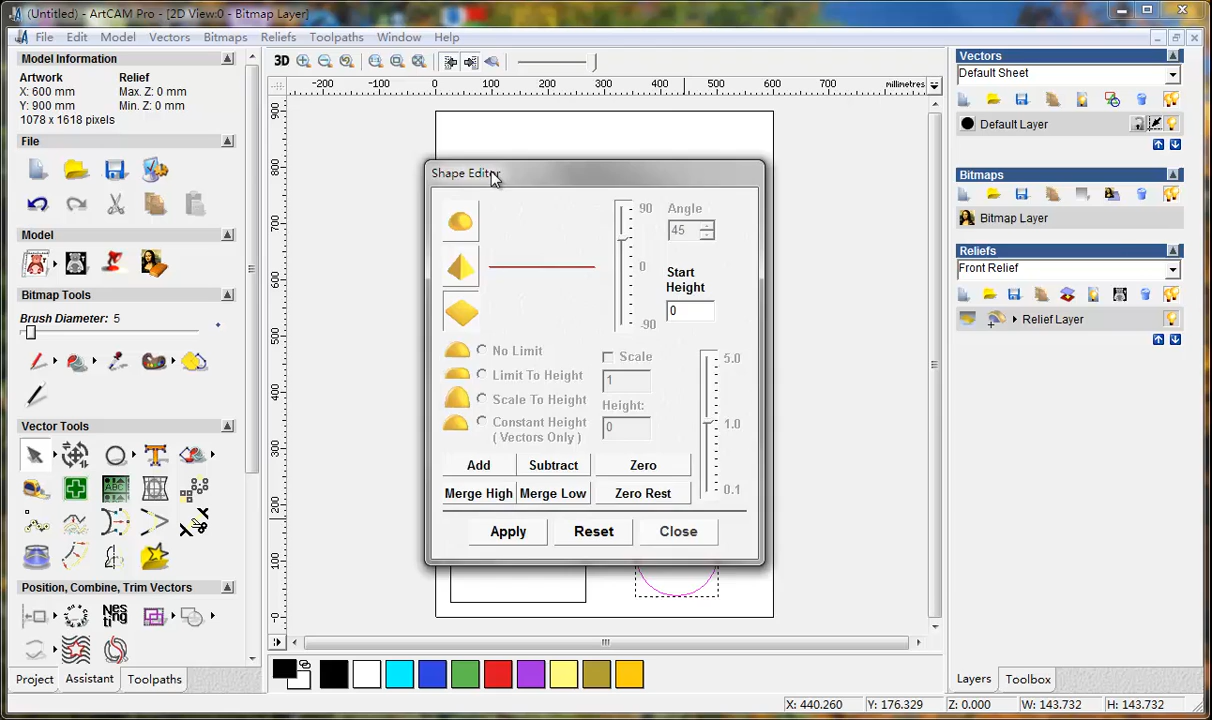 (Untitled) - ArtCAM Pro - [2D View:0 - Bitmap Layer]
File Edit Model Vectors Bitmaps Reliefs Toolpaths Window Help
Model Information
Artwork Relief
X: 600 mm Max. Z: 0 mm
Y: 900 mm Min. Z: 0 mm
1078 x 1618 pixels
File
Model
Bitmap Tools
Brush Diameter: 5
Vector Tools
ABC
Position, Combine, Trim Vectors
Nes
ting
Project Assistant Toolpaths
3D
-200 -100 0 100 200 300 400 500 600 700 millimetres
900
800
700
600
500
400
300
200
100
-0
Shape Editor
90
0
-90
Angle
45
Start
Height
0
No Limit
Limit To Height
Scale To Height
Constant Height
( Vectors Only )
Scale
1
Height:
0
5.0
1.0
0.1
Add Subtract Zero
Merge High Merge Low Zero Rest
Apply Reset Close
Vectors
Default Sheet
Default Layer
Bitmaps
Bitmap Layer
Reliefs
Front Relief
Relief Layer
Layers Toolbox
X: 440.260 Y: 176.329 Z: 0.000 W: 143.732 H: 143.732